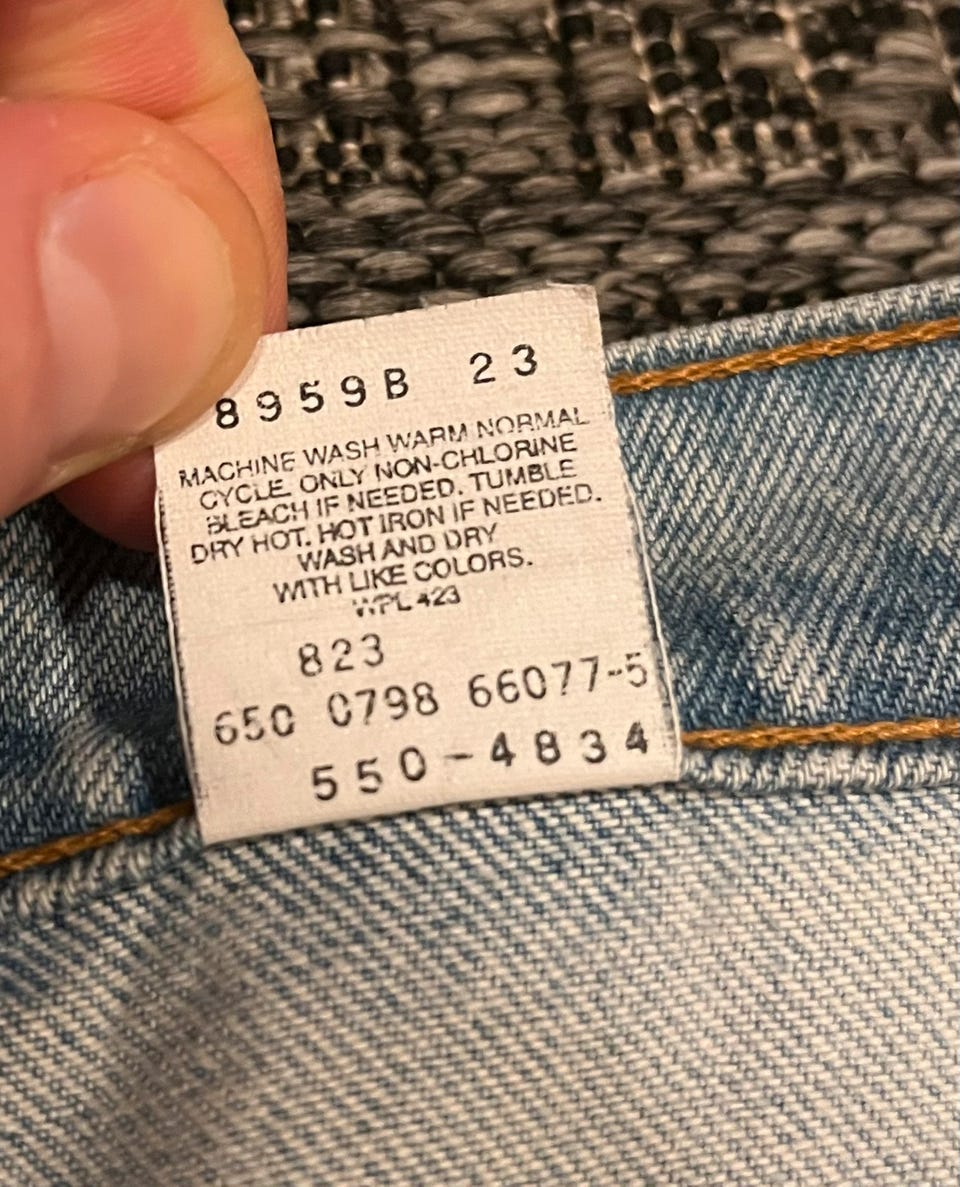 8959B 23
MACHINE WASH WARM NORMAL
CYCLE. ONLY NON-CHLORINE
BLEACH IF NEEDED. TUMBLE
DRY HOT. HOT IRON IF NEEDED.
WASH AND DRY
WITH LIKE COLORS.
WPL 423
823
650 0798 66077-5
550-4834